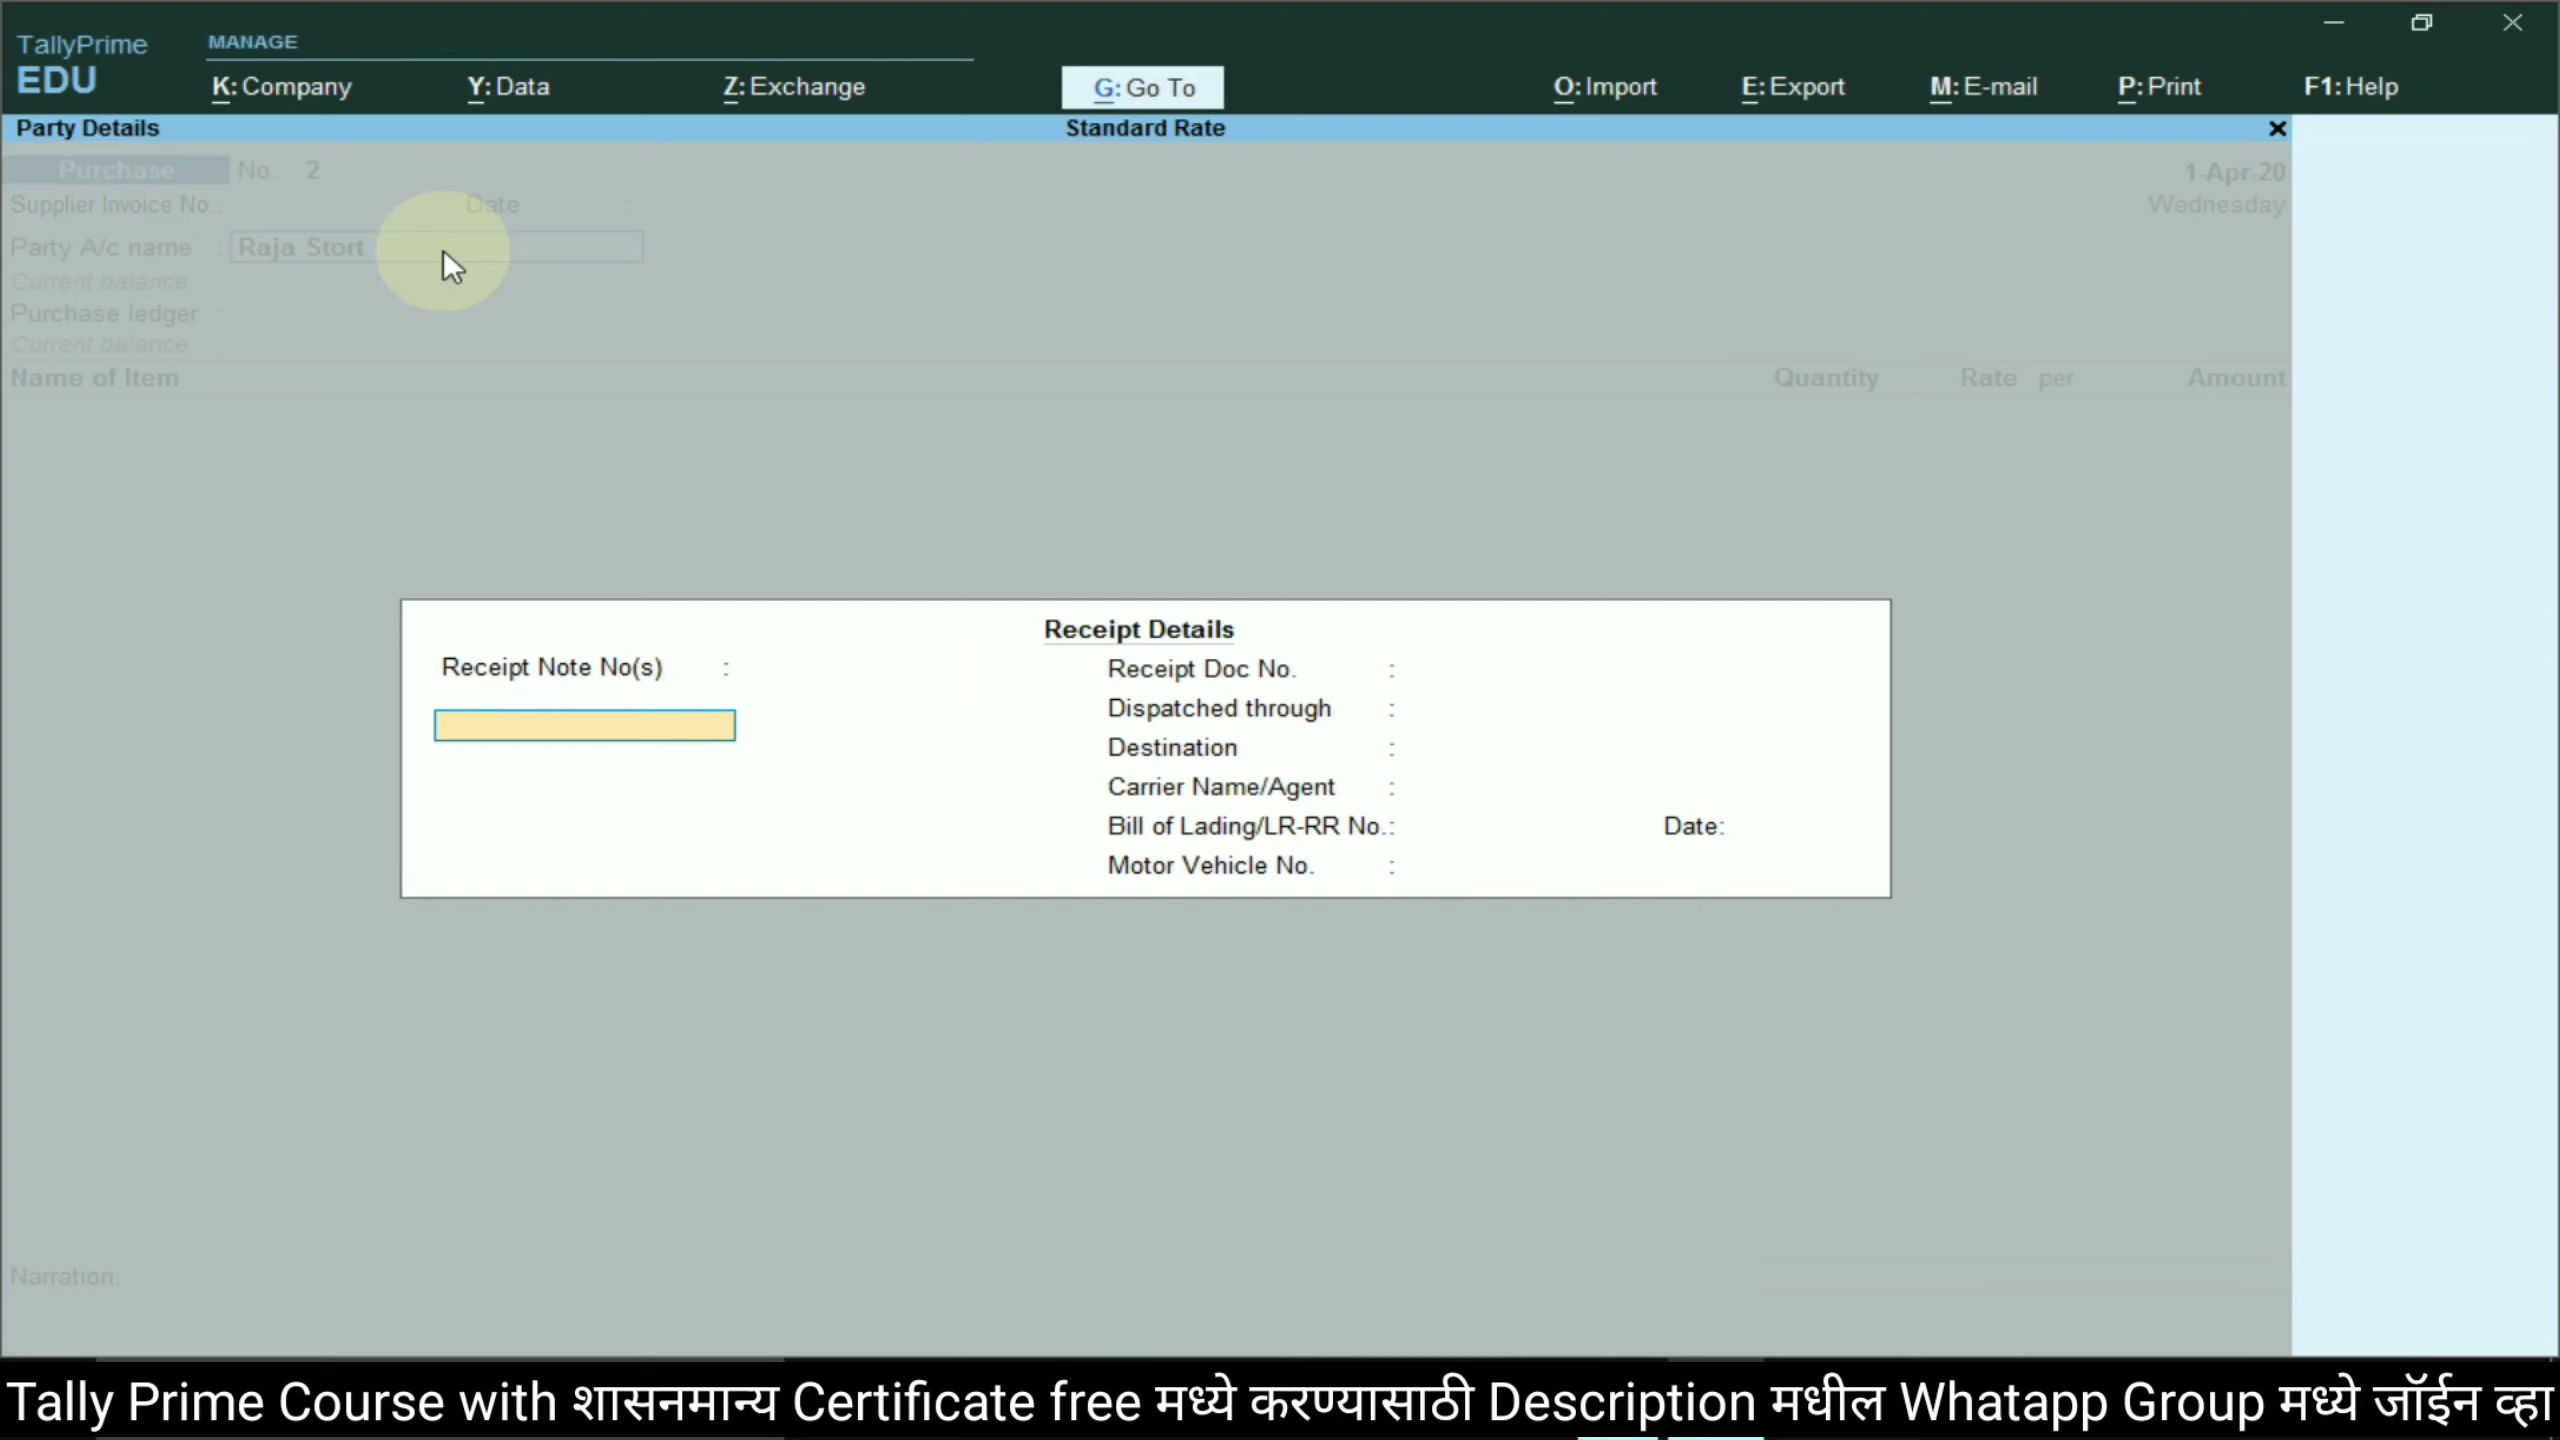 TallyPrime
EDU
MANAGE
K: Company
Y: Data
Z: Exchange
G: Go To
O: Import
E: Export
M: E-mail
P: Print
F1: Help
Party Details
Standard Rate
Purchase No. 2
1-Apr-20
Supplier Invoice No.: Date :
Wednesday
Party A/c name : Raja Stort
Current balance
Purchase ledger :
Current balance :
Name of Item
Quantity
Rate per
Amount
Receipt Details
Receipt Note No(s) :
Receipt Doc No. :
Dispatched through :
Destination :
Carrier Name/Agent :
Bill of Lading/LR-RR No. : Date:
Motor Vehicle No. :
Narration:
Tally Prime Course with शासनमान्य Certificate free मध्ये करण्यासाठी Description मधील Whatapp Group मध्ये जॉईन व्हा